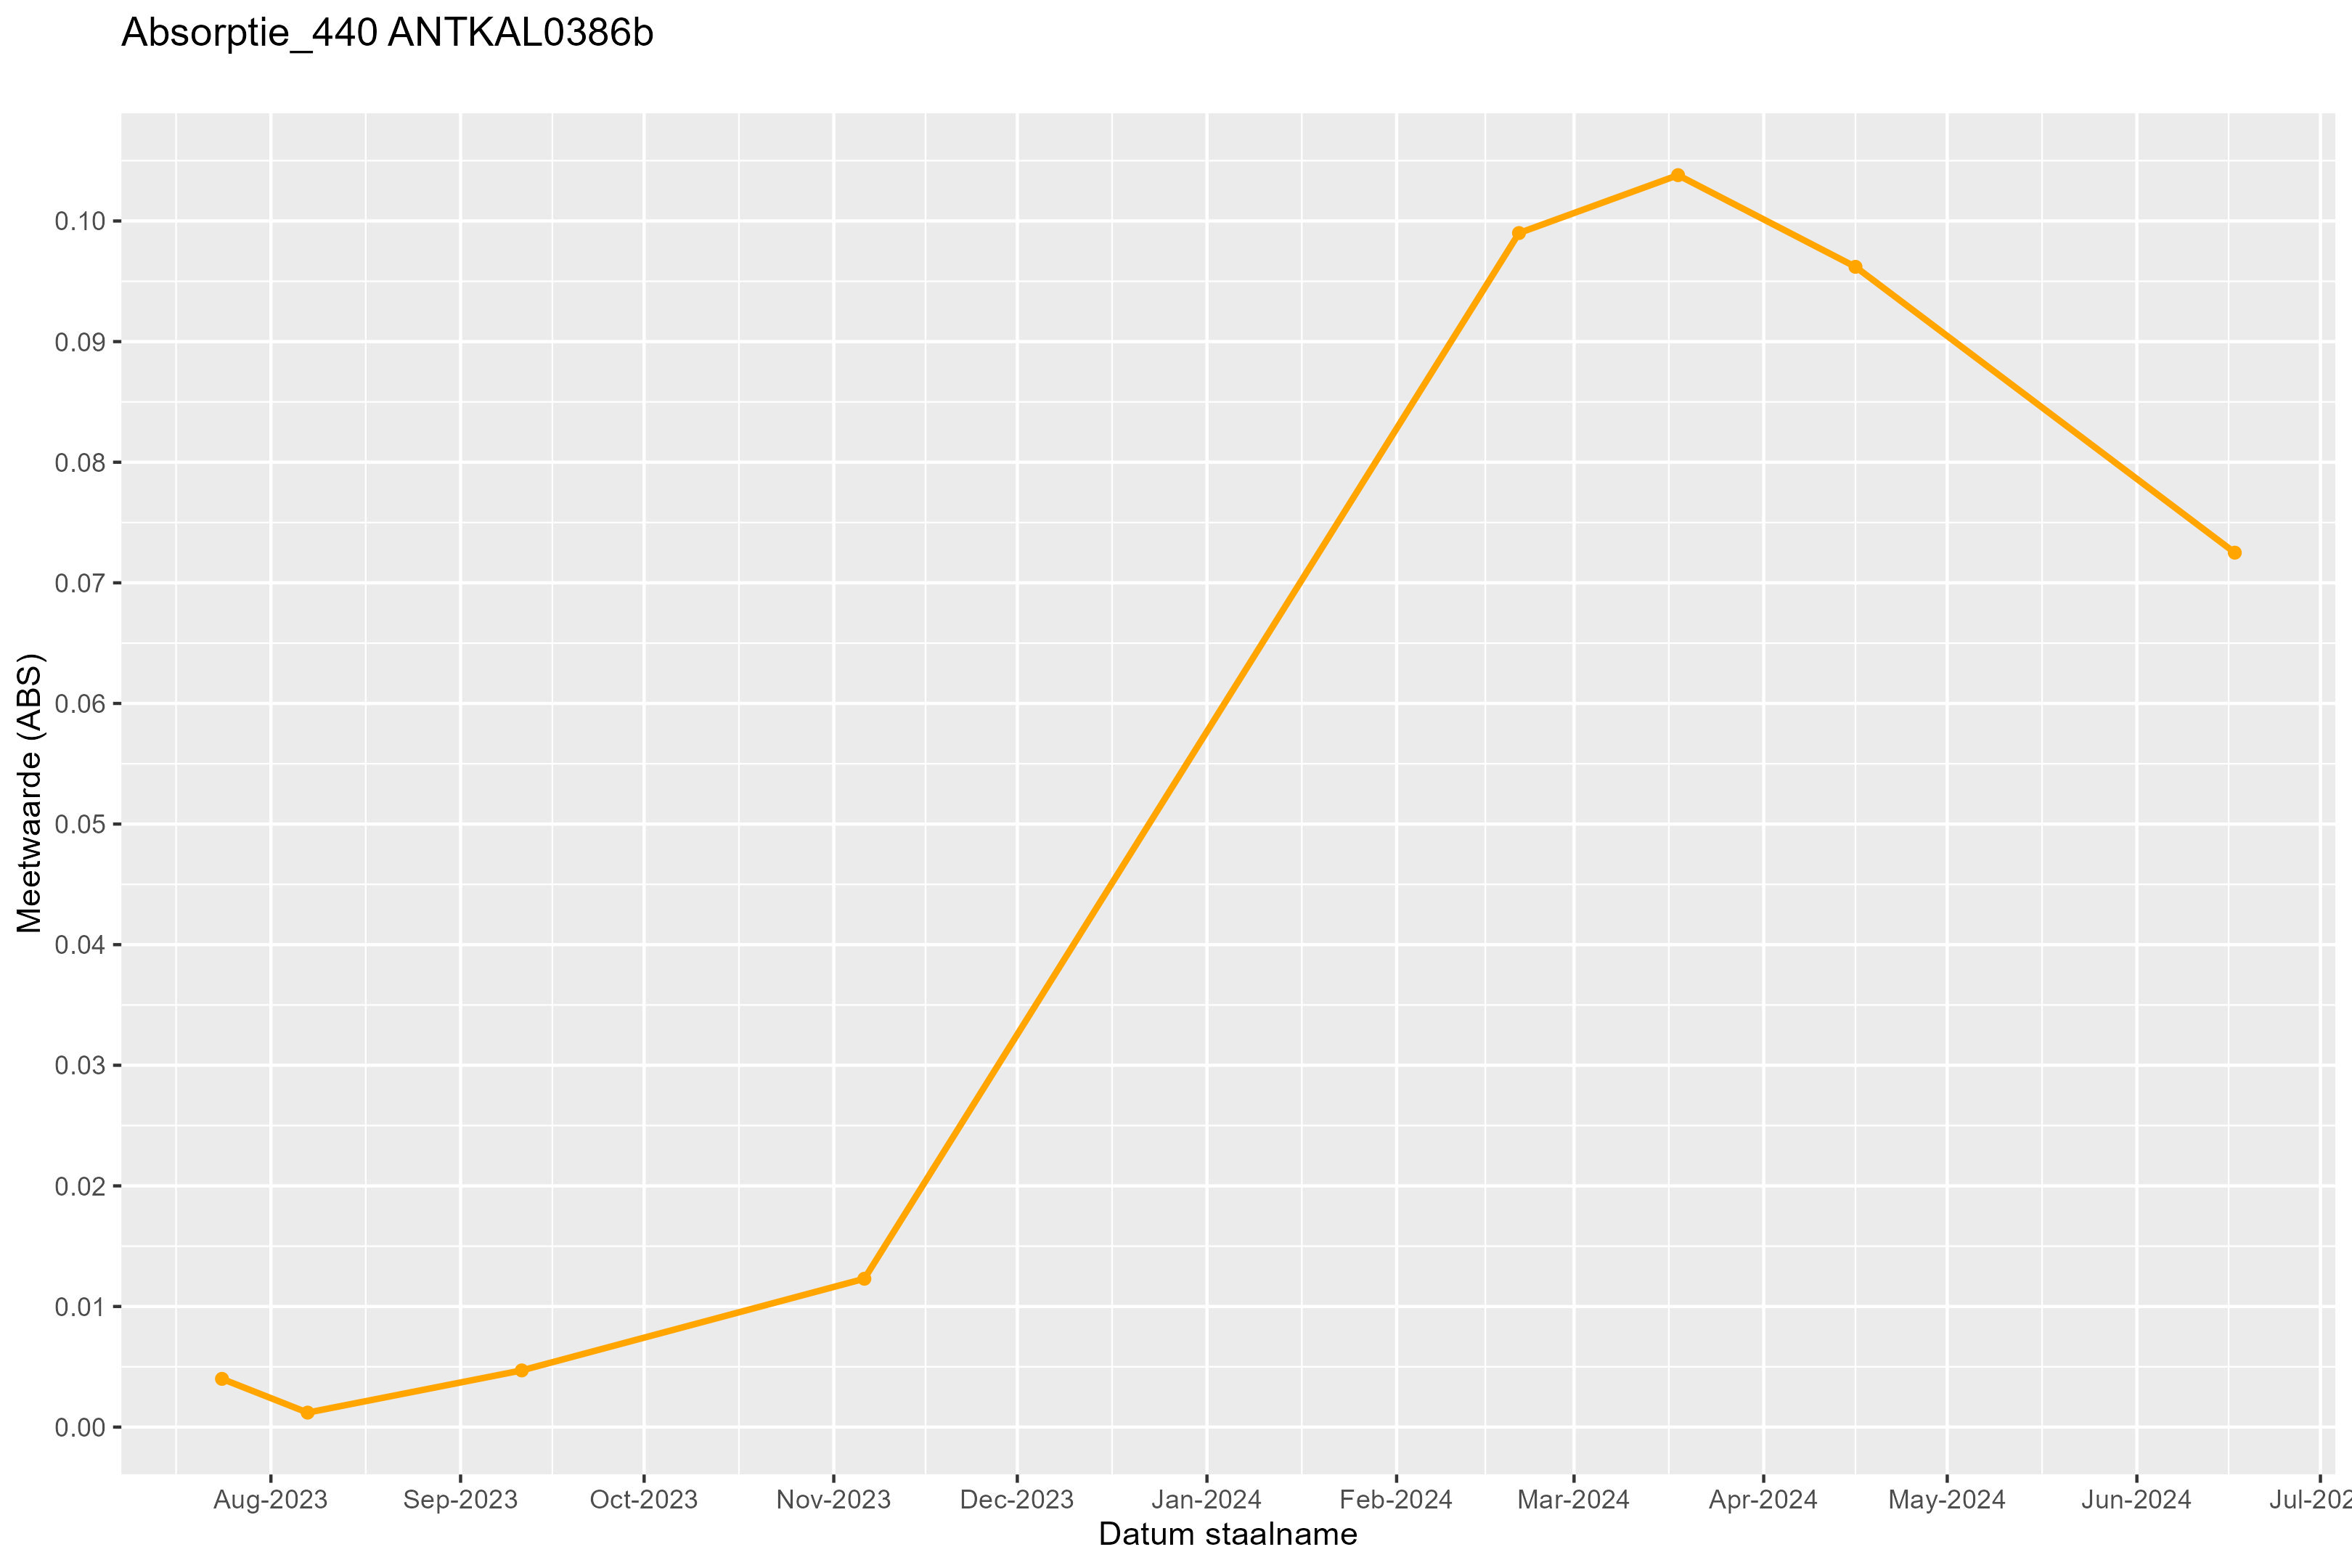 Absorptie_440 ANTKAL0386b
Meetwaarde (ABS)
0.10
0.09
0.08
0.07
0.06
0.05
0.04
0.03
0.02
0.01
0.00
Aug-2023 Sep-2023 Oct-2023 Nov-2023 Dec-2023 Jan-2024 Feb-2024 Mar-2024 Apr-2024 May-2024 Jun-2024 Jul-202
Datum staalname